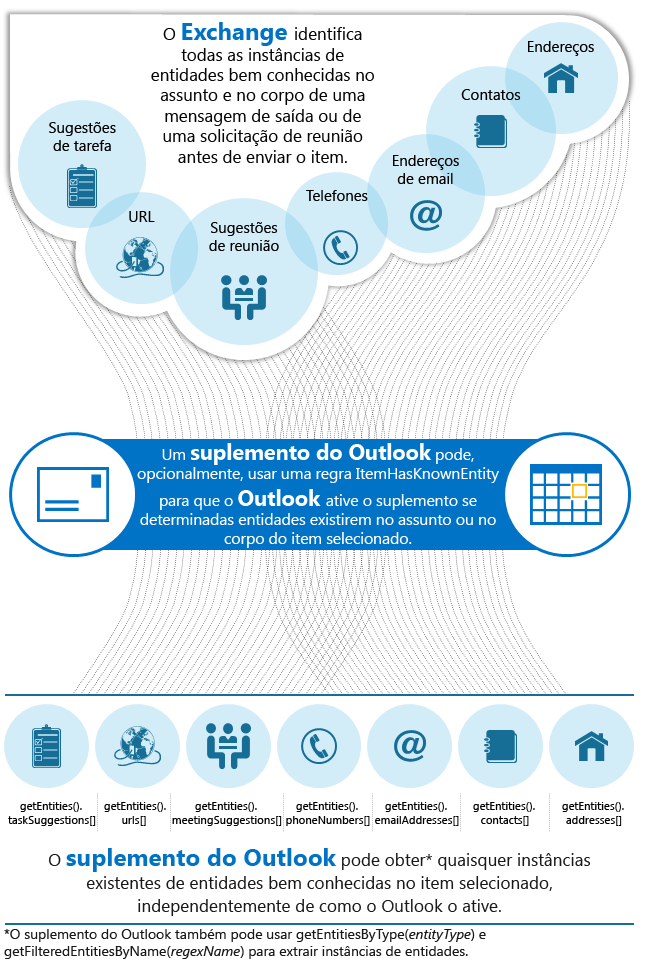 O Exchange identifica
todas as instâncias de
entidades bem conhecidas no
assunto e no corpo de uma
mensagem de saída ou de
uma solicitação de reunião
antes de enviar o item.
Sugestões
de tarefa
URL
Sugestões
de reunião
Telefones
Endereços
de email
Contatos
Endereços
Um suplemento do Outlook pode,
opcionalmente, usar uma regra ItemHasKnownEntity
para que o Outlook ative o suplemento se
determinadas entidades existirem no assunto ou no
corpo do item selecionado.
getEntities().
taskSuggestions[]
getEntities().
urls[]
getEntities().
meetingSuggestions[]
getEntities().
phoneNumbers[]
getEntities().
emailAddresses[]
getEntities().
contacts[]
getEntities().
addresses[]
O suplemento do Outlook pode obter* quaisquer instâncias
existentes de entidades bem conhecidas no item selecionado,
independentemente de como o Outlook o ative.
*O suplemento do Outlook também pode usar getEntitiesByType(entityType) e
getFilteredEntitiesByName(regexName) para extrair instâncias de entidades.